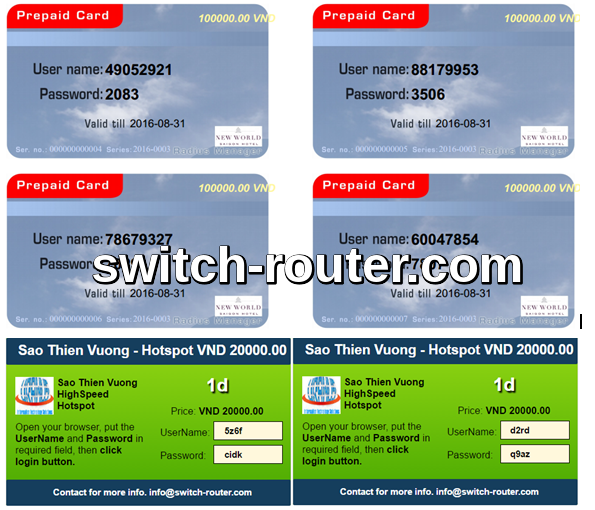 Prepaid Card 100000.00 VND
User name: 49052921
Password: 2083
Valid till 2016-08-31
NEW WORLD
SAIGON HOTEL
Ser. no.: 000000000004 Series: 2016-0003 Radius Manager
Prepaid Card 100000.00 VND
User name: 88179953
Password: 3506
Valid till 2016-08-31
NEW WORLD
SAIGON HOTEL
Ser. no.: 000000000005 Series: 2016-0003 Radius Manager
Prepaid Card 100000.00 VND
User name: 78679327
Password:
Valid till 2016-08-31
NEW WORLD
SAIGON HOTEL
Ser. no.: 000000000006 Series: 2016-0003 Radius Manager
Prepaid Card 100000.00 VND
User name: 60047854
Valid till 2016-08-31
NEW WORLD
SAIGON HOTEL
Ser. no.: 000000000007 Series: 2016-0003 Radius Manager
switch-router.com
Sao Thien Vuong - Hotspot VND 20000.00
Sao Thien Vuong
HighSpeed
Hotspot
1d
Price: VND 20000.00
Open your browser, put the
UserName and Password in
required field, then click
login button.
UserName: 5z6f
Password: cidk
Contact for more info. info@switch-router.com
Sao Thien Vuong - Hotspot VND 20000.00
Sao Thien Vuong
HighSpeed
Hotspot
1d
Price: VND 20000.00
Open your browser, put the
UserName and Password in
required field, then click
login button.
UserName: d2rd
Password: q9az
Contact for more info. info@switch-router.com